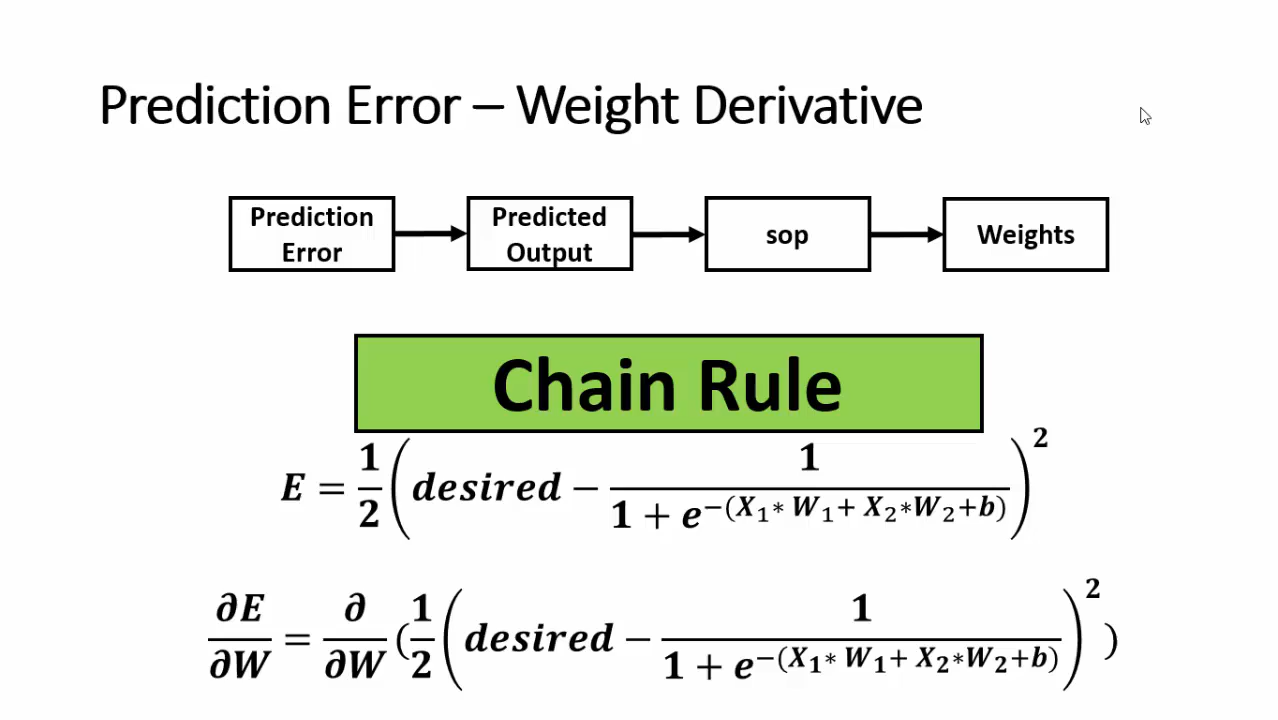 Prediction Error – Weight Derivative
Prediction
Error
Predicted
Output
sop
Weights
Chain Rule
E = 1/2 (desired − 1/(1 + e^−(X₁* W₁+ X₂*W₂+b)))²
∂E/∂W = ∂/∂W (1/2 (desired − 1/(1 + e^−(X₁* W₁+ X₂*W₂+b)))²)